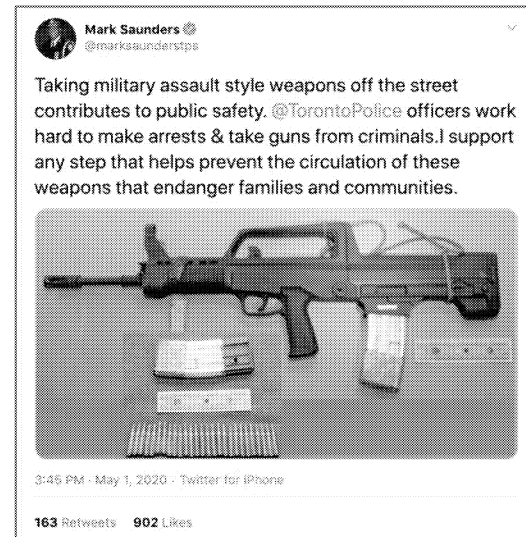 Mark Saunders
@marksaunderstps
Taking military assault style weapons off the street
contributes to public safety. @TorontoPolice officers work
hard to make arrests & take guns from criminals.I support
any step that helps prevent the circulation of these
weapons that endanger families and communities.
3:45 PM · May 1, 2020 · Twitter for iPhone
163 Retweets 902 Likes